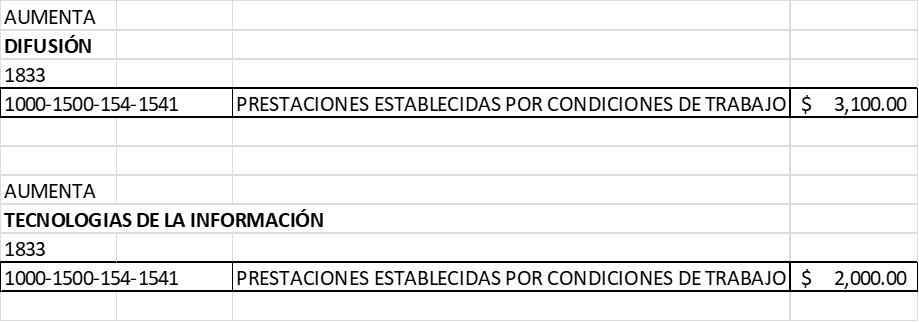 AUMENTA
DIFUSIÓN
1833
1000-1500-154-1541 PRESTACIONES ESTABLECIDAS POR CONDICIONES DE TRABAJO $ 3,100.00
AUMENTA
TECNOLOGIAS DE LA INFORMACIÓN
1833
1000-1500-154-1541 PRESTACIONES ESTABLECIDAS POR CONDICIONES DE TRABAJO $ 2,000.00